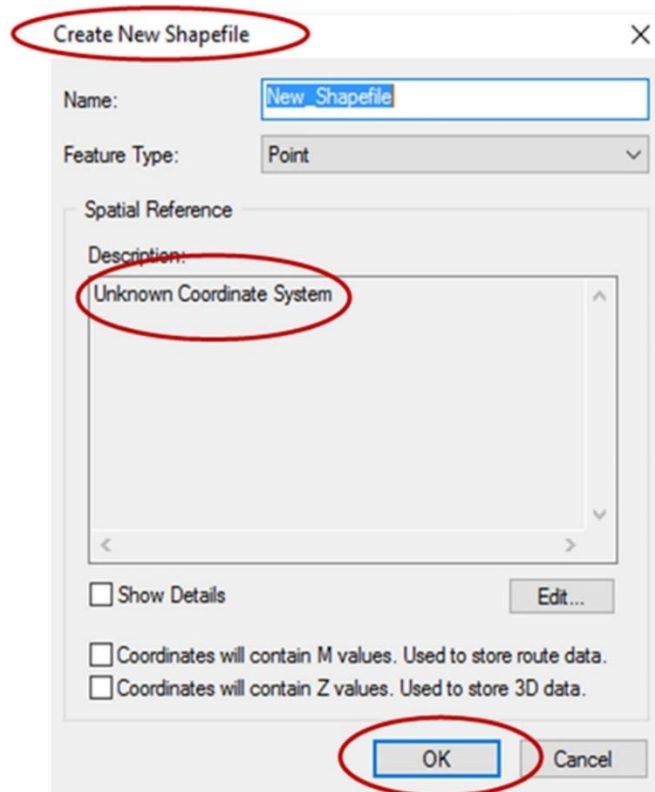 Create New Shapefile
Name: New_Shapefile
Feature Type: Point
Spatial Reference
Description:
Unknown Coordinate System
Show Details Edit...
Coordinates will contain M values. Used to store route data.
Coordinates will contain Z values. Used to store 3D data.
OK Cancel